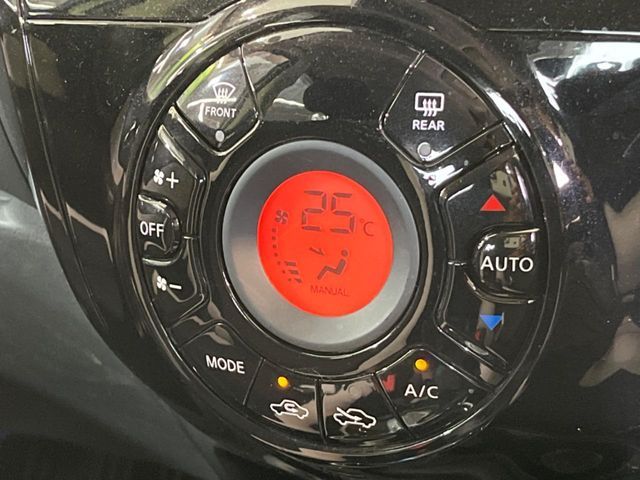 FRONT
REAR
+
OFF
-
25°C
MANUAL
AUTO
MODE
A/C